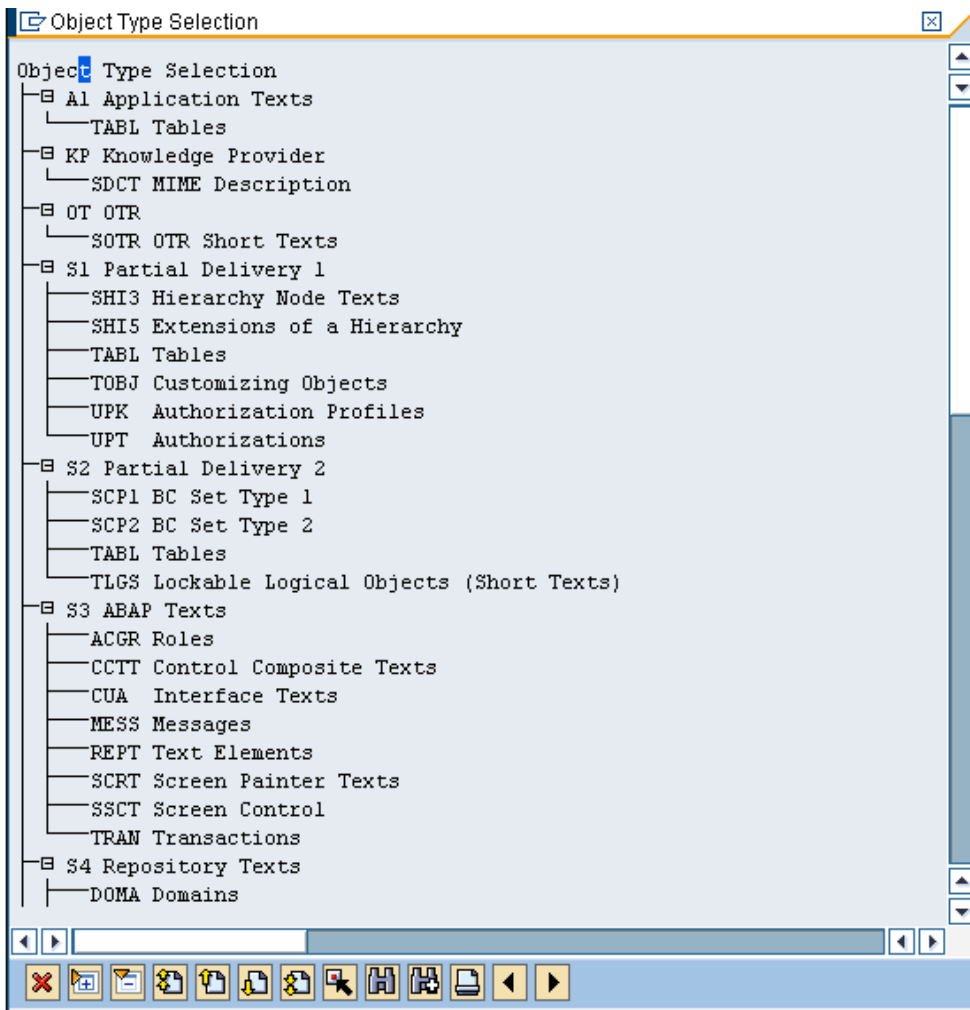 Object Type Selection
Object Type Selection
A1 Application Texts
TABL Tables
KP Knowledge Provider
SDCT MIME Description
OT OTR
SOTR OTR Short Texts
S1 Partial Delivery 1
SHI3 Hierarchy Node Texts
SHI5 Extensions of a Hierarchy
TABL Tables
TOBJ Customizing Objects
UPK  Authorization Profiles
UPT  Authorizations
S2 Partial Delivery 2
SCP1 BC Set Type 1
SCP2 BC Set Type 2
TABL Tables
TLGS Lockable Logical Objects (Short Texts)
S3 ABAP Texts
ACGR Roles
CCTT Control Composite Texts
CUA  Interface Texts
MESS Messages
REPT Text Elements
SCRT Screen Painter Texts
SSCT Screen Control
TRAN Transactions
S4 Repository Texts
DOMA Domains